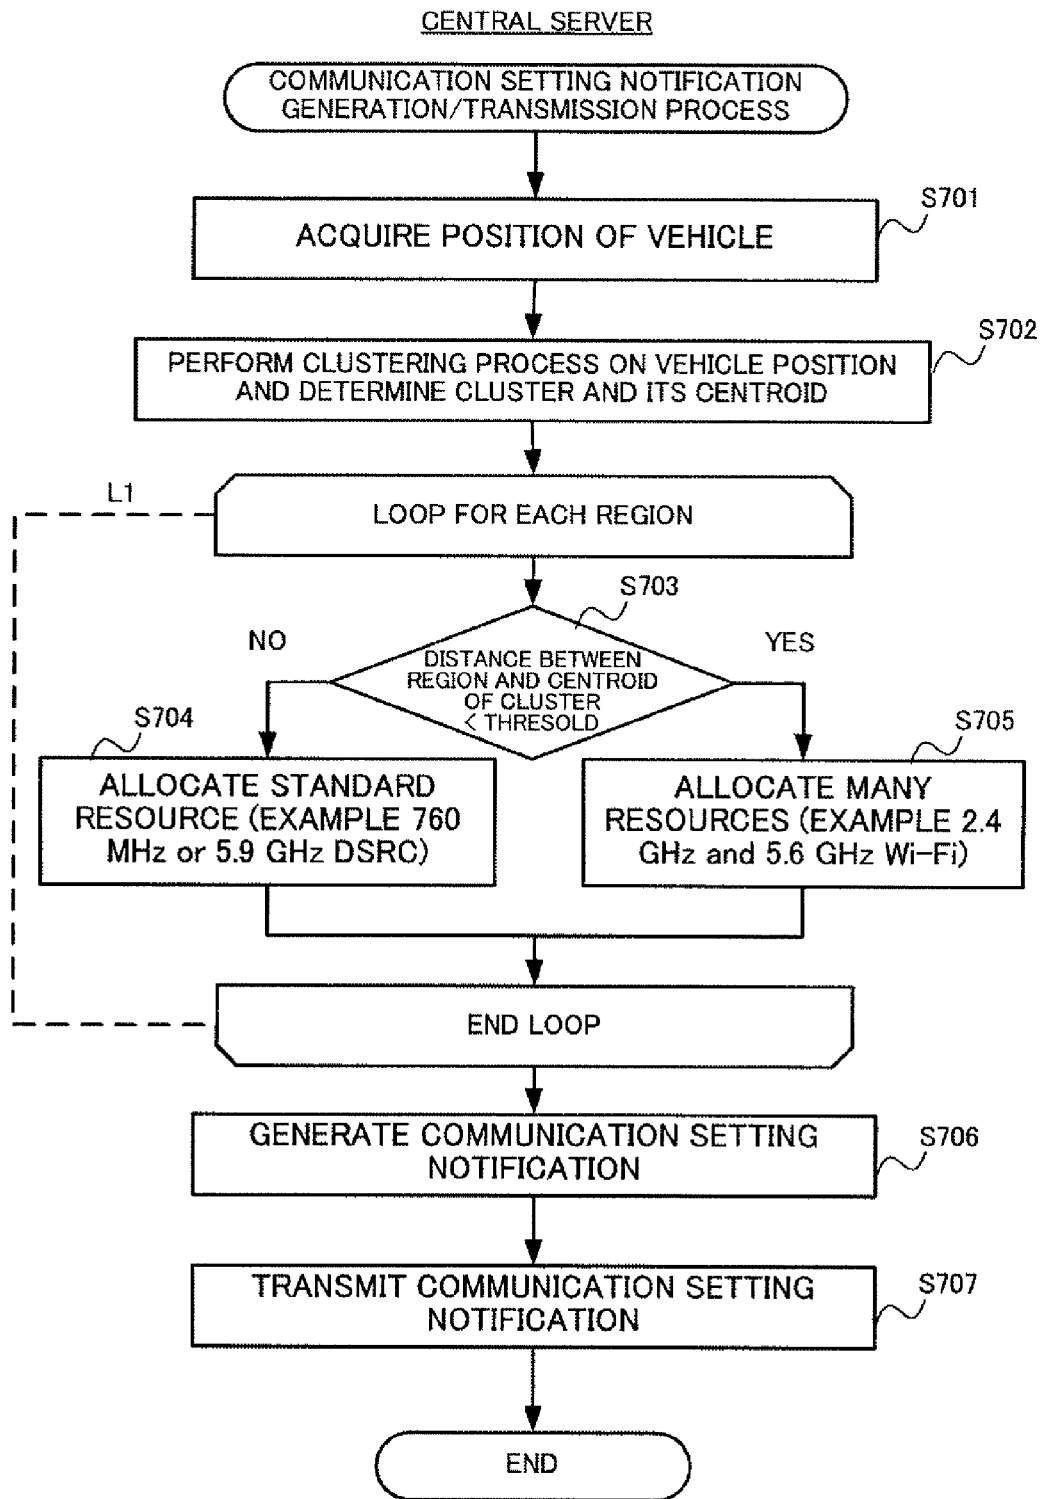 CENTRAL SERVER
COMMUNICATION SETTING NOTIFICATION
GENERATION/TRANSMISSION PROCESS
S701
ACQUIRE POSITION OF VEHICLE
S702
PERFORM CLUSTERING PROCESS ON VEHICLE POSITION
AND DETERMINE CLUSTER AND ITS CENTROID
L1
LOOP FOR EACH REGION
S703
NO
YES
DISTANCE BETWEEN
REGION AND CENTROID
OF CLUSTER
< THRESOLD
S704
ALLOCATE STANDARD
RESOURCE (EXAMPLE 760
MHz or 5.9 GHz DSRC)
S705
ALLOCATE MANY
RESOURCES (EXAMPLE 2.4
GHz and 5.6 GHz Wi-Fi)
END LOOP
GENERATE COMMUNICATION SETTING
NOTIFICATION
S706
TRANSMIT COMMUNICATION SETTING
NOTIFICATION
S707
END